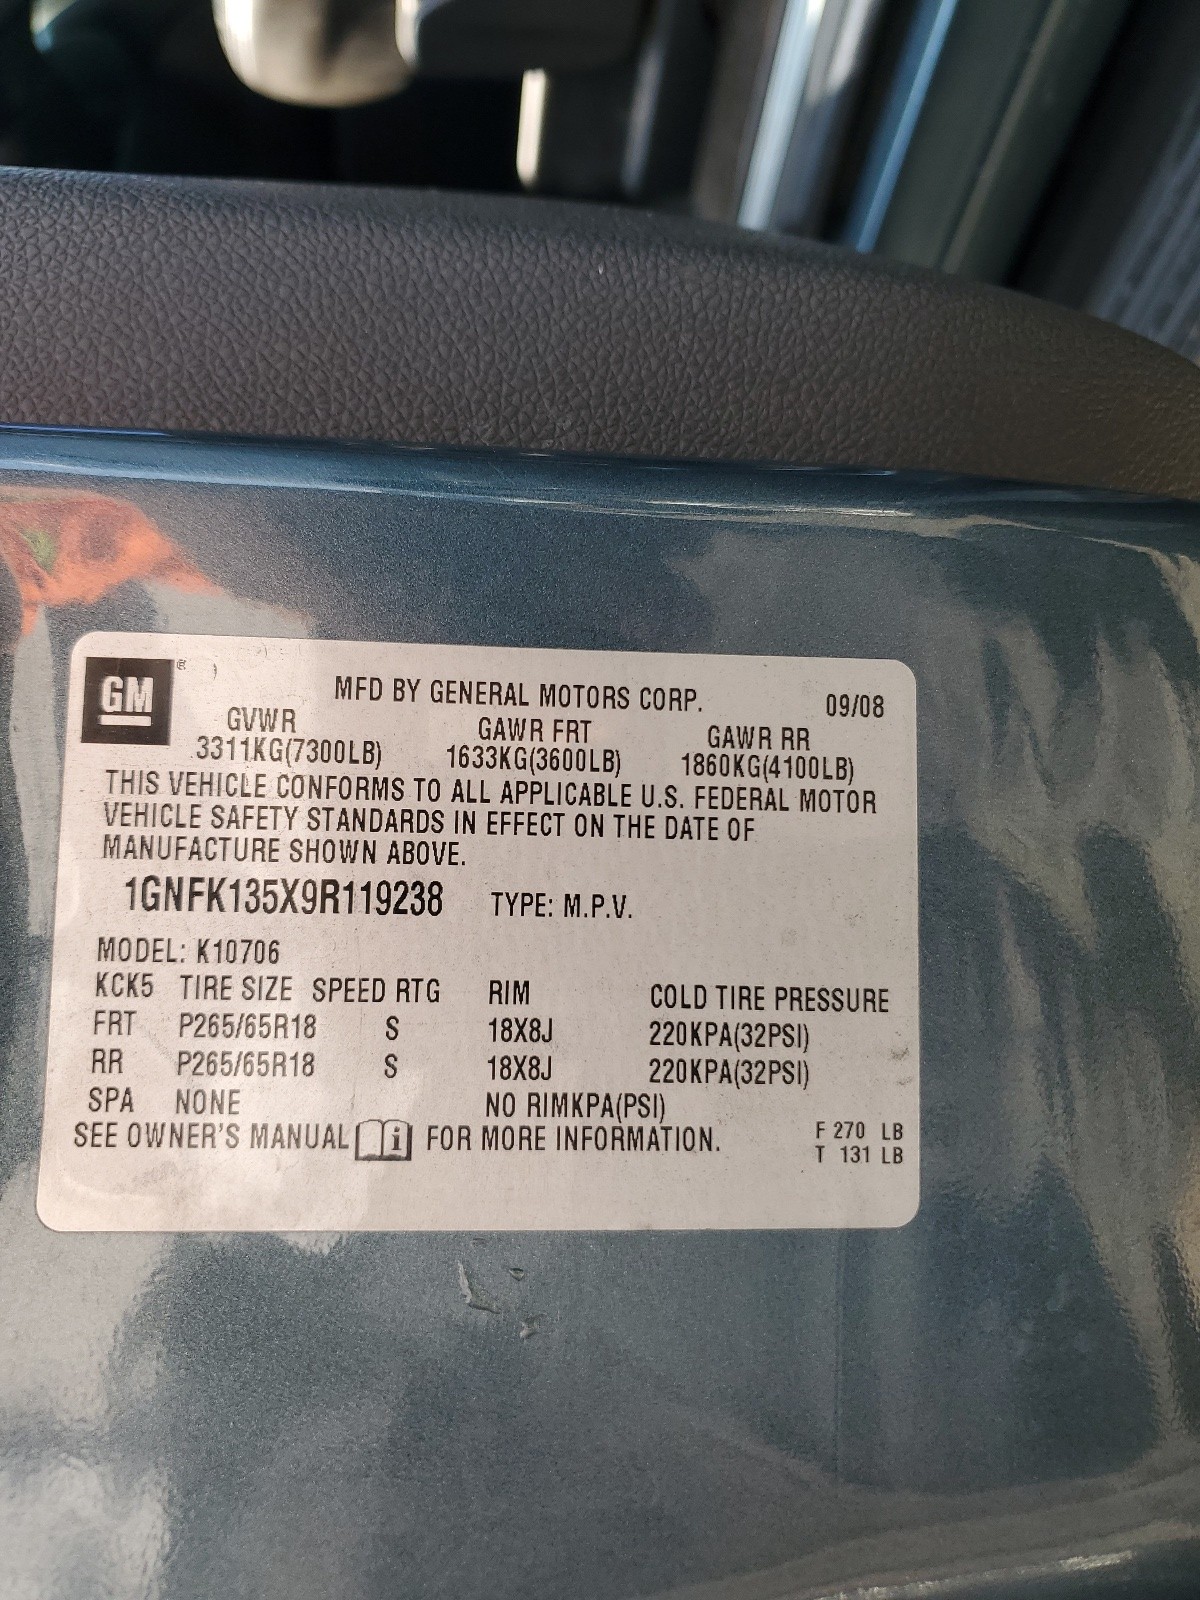 GM ®
MFD BY GENERAL MOTORS CORP. 09/08
GVWR GAWR FRT GAWR RR
3311KG(7300LB) 1633KG(3600LB) 1860KG(4100LB)
THIS VEHICLE CONFORMS TO ALL APPLICABLE U.S. FEDERAL MOTOR
VEHICLE SAFETY STANDARDS IN EFFECT ON THE DATE OF
MANUFACTURE SHOWN ABOVE.
1GNFK135X9R119238 TYPE: M.P.V.
MODEL: K10706
KCK5 TIRE SIZE SPEED RTG RIM COLD TIRE PRESSURE
FRT P265/65R18 S 18X8J 220KPA(32PSI)
RR P265/65R18 S 18X8J 220KPA(32PSI)
SPA NONE NO RIMKPA(PSI)
SEE OWNER'S MANUAL i FOR MORE INFORMATION.
F 270 LB
T 131 LB